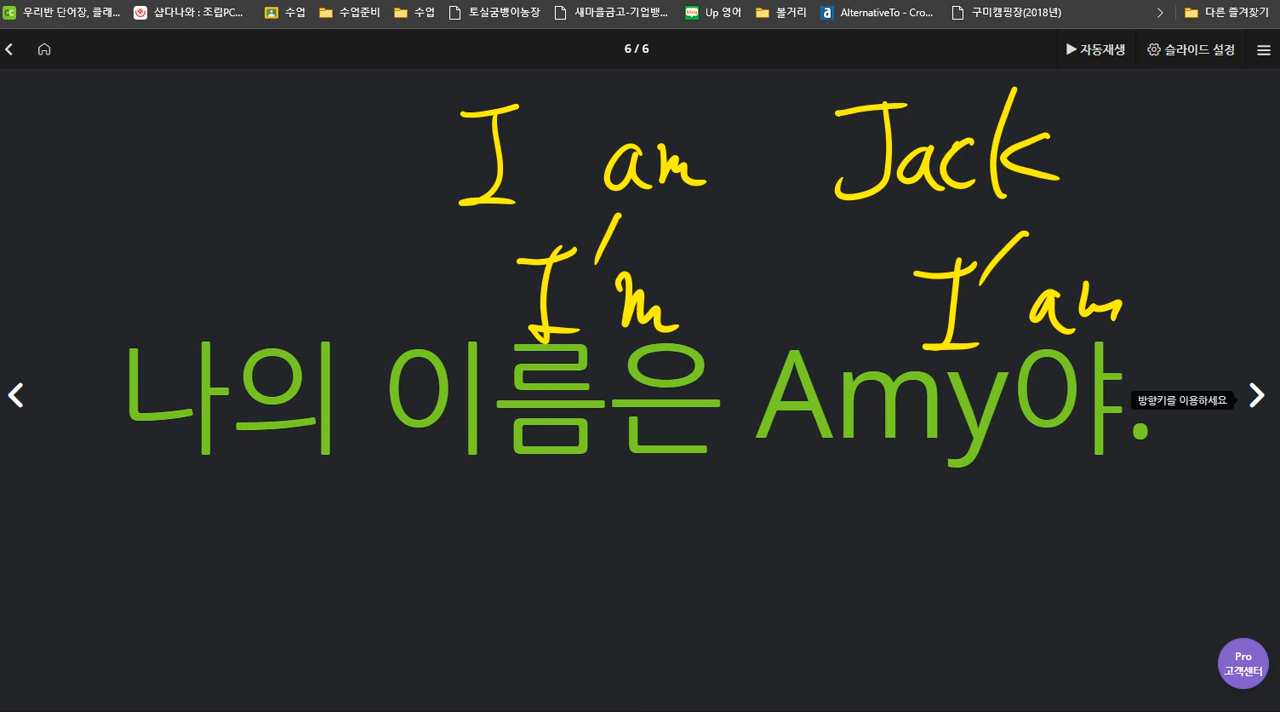 우리반 단어장, 클래... 샵다나와 : 조립PC... 수업 수업준비 수업 토실굼벵이농장 새마을금고-기업뱅... Up 영어 볼거리 AlternativeTo - Cro... 구미캠핑장(2018년) 다른 즐겨찾기
6 / 6 자동재생 슬라이드 설정
I am Jack
I'm I'am
나의 이름은 Amy야.
방향키를 이용하세요
Pro
고객센터